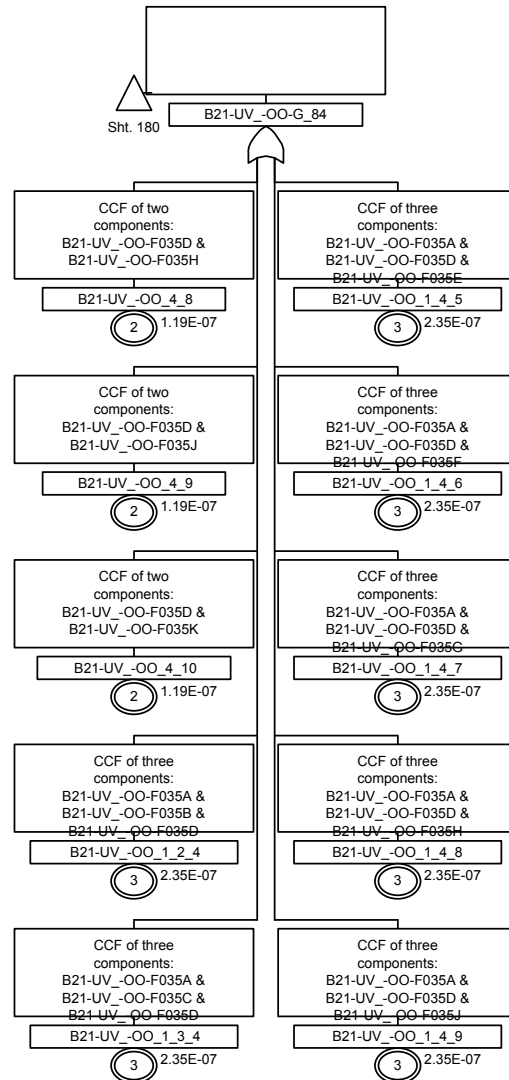 Sht. 180
B21-UV_-OO-G_84
CCF of two
components:
B21-UV_-OO-F035D &
B21-UV_-OO-F035H
B21-UV_-OO_4_8
2
1.19E-07
CCF of two
components:
B21-UV_-OO-F035D &
B21-UV_-OO-F035J
B21-UV_-OO_4_9
2
1.19E-07
CCF of two
components:
B21-UV_-OO-F035D &
B21-UV_-OO-F035K
B21-UV_-OO_4_10
2
1.19E-07
CCF of three
components:
B21-UV_-OO-F035A &
B21-UV_-OO-F035B &
B21-UV_-OO-F035D
B21-UV_-OO_1_2_4
3
2.35E-07
CCF of three
components:
B21-UV_-OO-F035A &
B21-UV_-OO-F035C &
B21-UV_-OO-F035D
B21-UV_-OO_1_3_4
3
2.35E-07
CCF of three
components:
B21-UV_-OO-F035A &
B21-UV_-OO-F035D &
B21-UV_-OO-F035E
B21-UV_-OO_1_4_5
3
2.35E-07
CCF of three
components:
B21-UV_-OO-F035A &
B21-UV_-OO-F035D &
B21-UV_-OO-F035F
B21-UV_-OO_1_4_6
3
2.35E-07
CCF of three
components:
B21-UV_-OO-F035A &
B21-UV_-OO-F035D &
B21-UV_-OO-F035G
B21-UV_-OO_1_4_7
3
2.35E-07
CCF of three
components:
B21-UV_-OO-F035A &
B21-UV_-OO-F035D &
B21-UV_-OO-F035H
B21-UV_-OO_1_4_8
3
2.35E-07
CCF of three
components:
B21-UV_-OO-F035A &
B21-UV_-OO-F035D &
B21-UV_-OO-F035J
B21-UV_-OO_1_4_9
3
2.35E-07